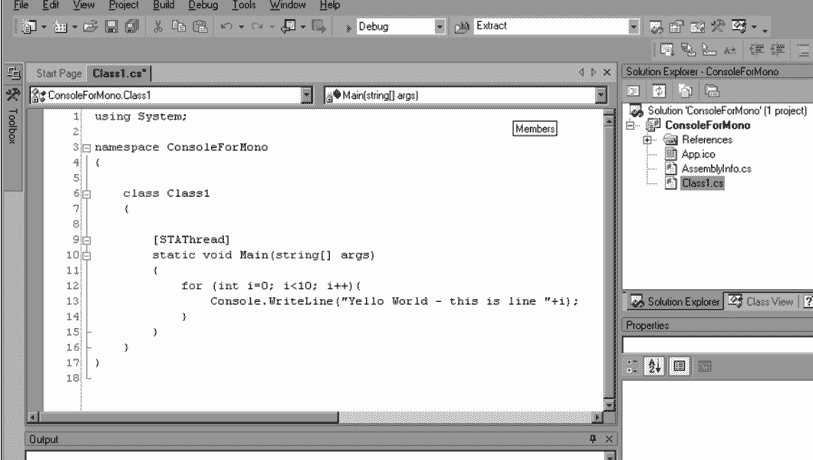 File Edit View Project Build Debug Tools Window Help
Debug Extract
Start Page Class1.cs*
ConsoleForMono.Class1 Main(string[] args)
Members
1 using System;
2
3 namespace ConsoleForMono
4 {
5
6 class Class1
7 {
8
9 [STAThread]
10 static void Main(string[] args)
11 {
12 for (int i=0; i<10; i++){
13 Console.WriteLine("Yello World - this is line "+i);
14 }
15 }
16 }
17 }
18
Output
Toolbox
Solution Explorer - ConsoleForMono
Solution 'ConsoleForMono' (1 project)
ConsoleForMono
References
App.ico
AssemblyInfo.cs
Class1.cs
Solution Explorer Class View
Properties